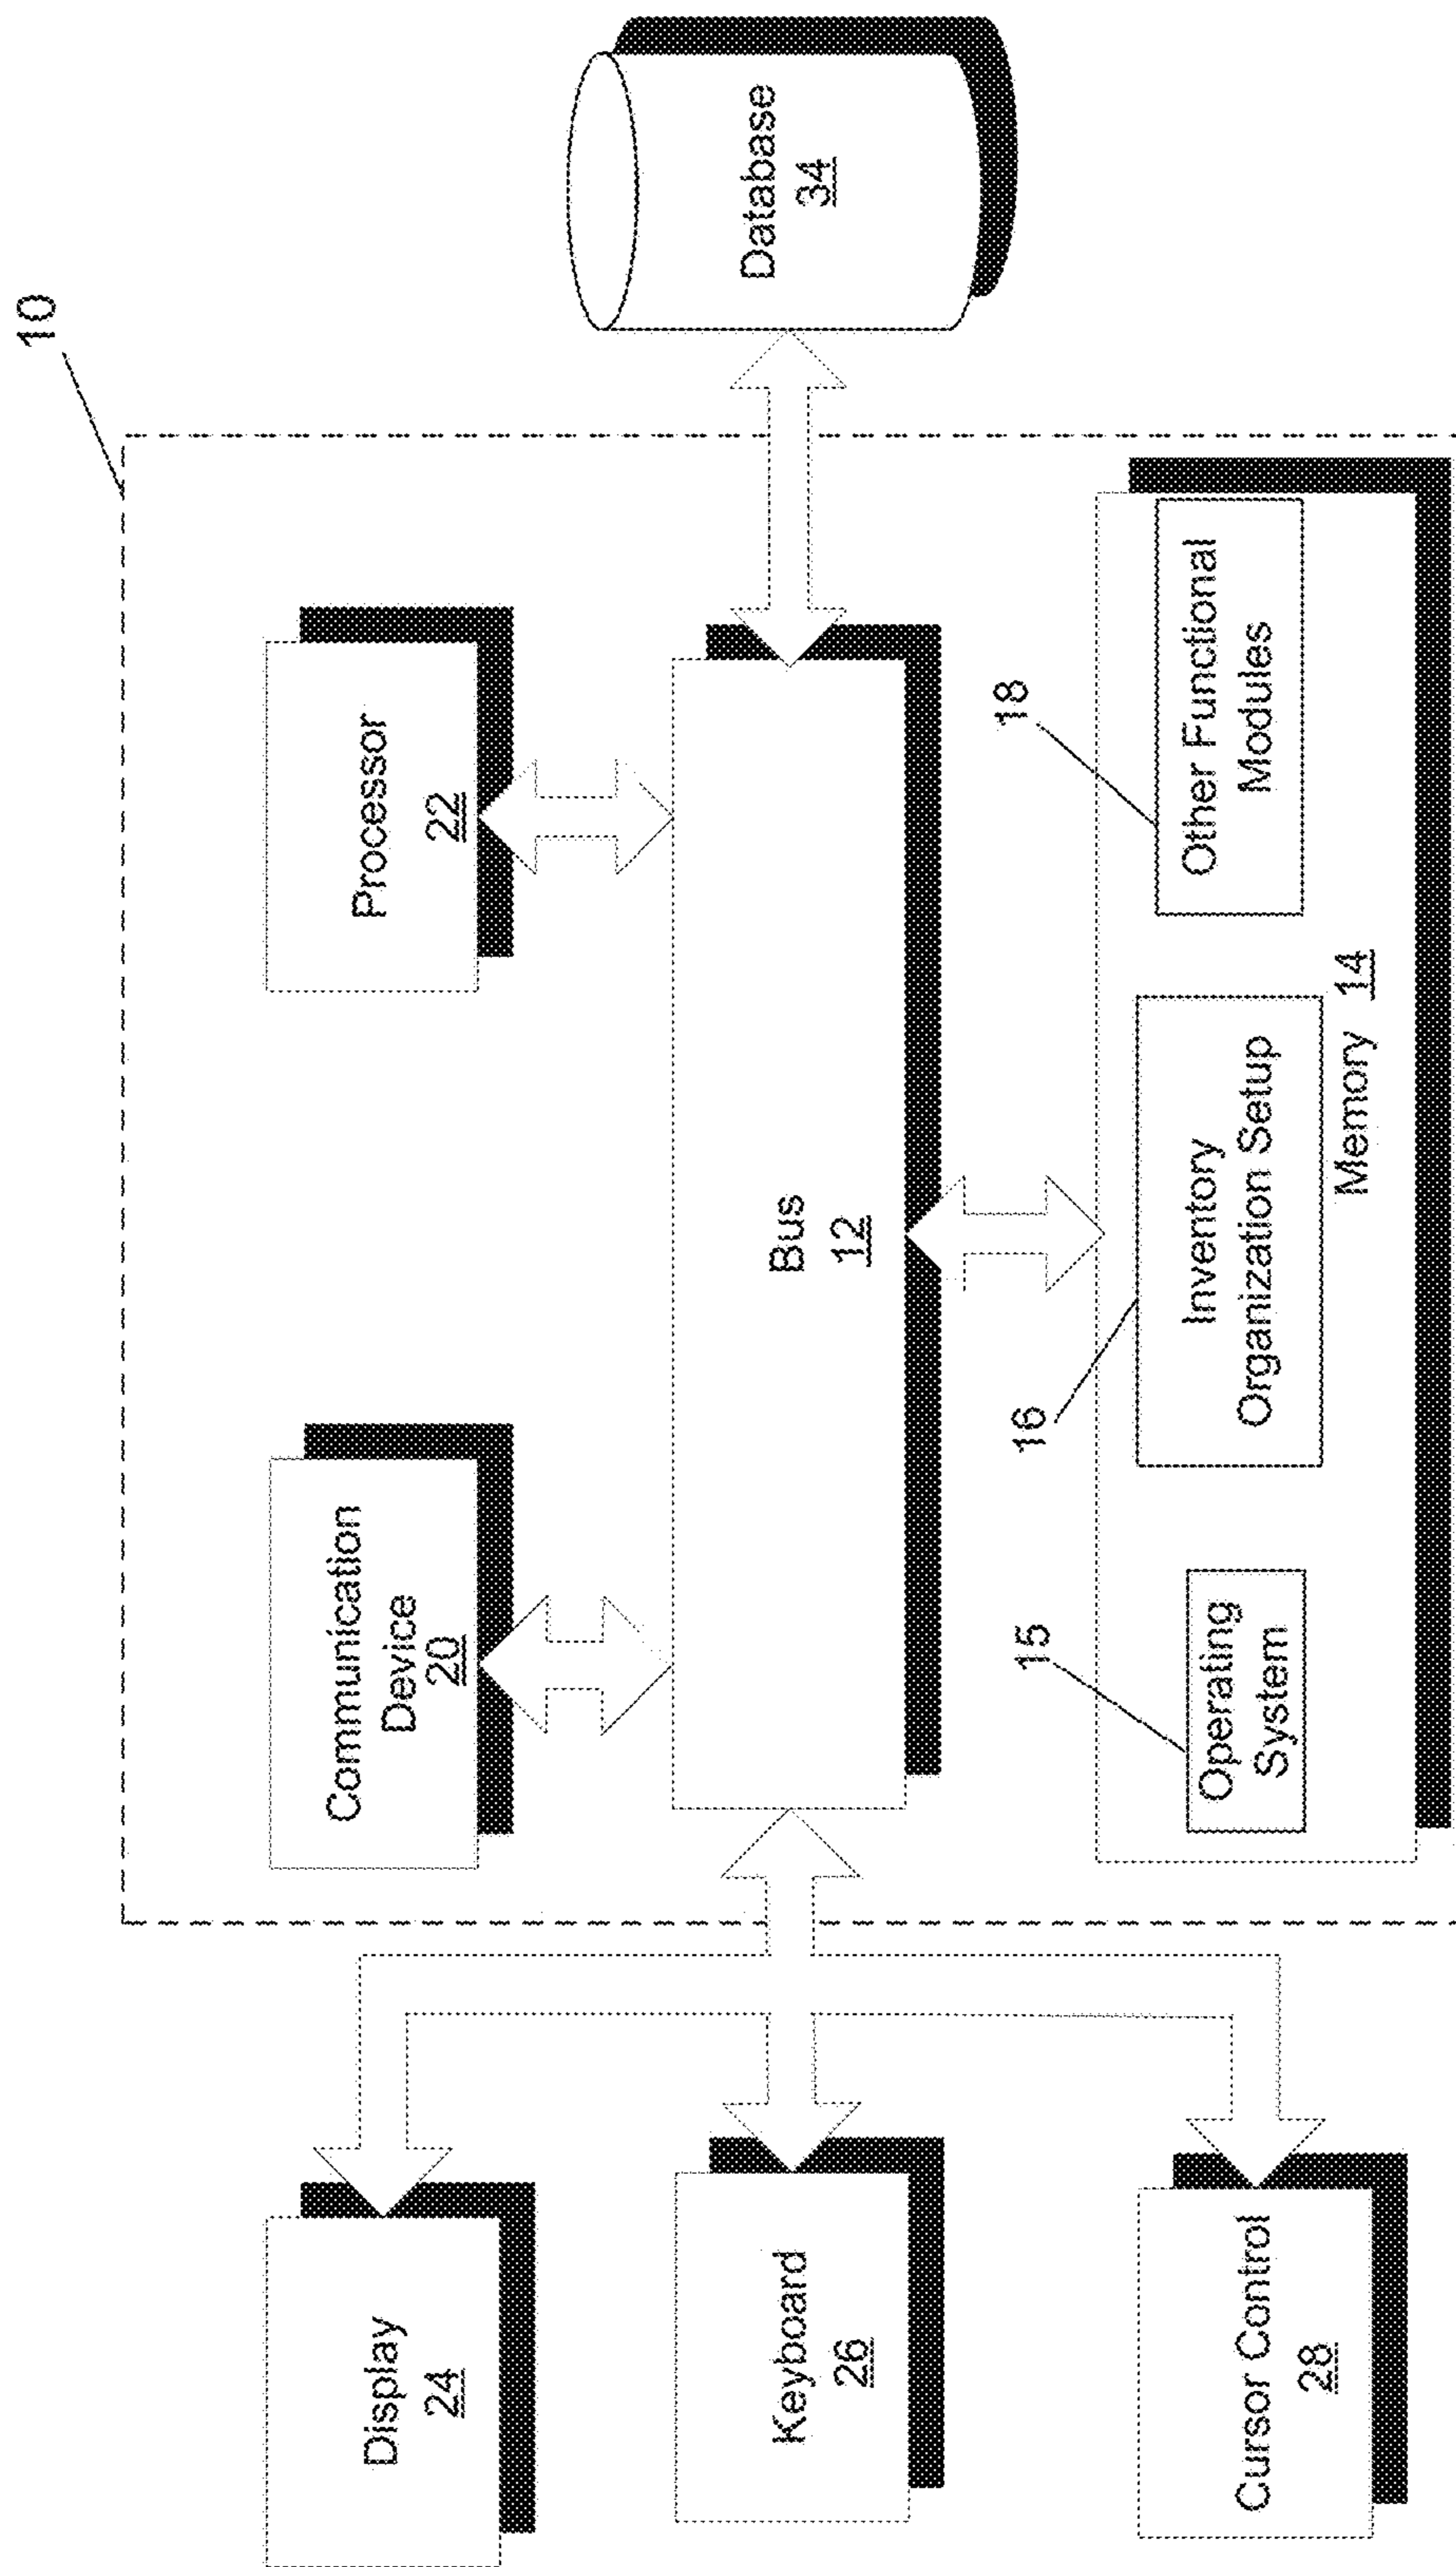 10
Display
24
Keyboard
26
Cursor Control
28
Communication
Device
20
Processor
22
Bus
12
15
Operating
System
16
Inventory
Organization Setup
18
Other Functional
Modules
Memory 14
Database
34